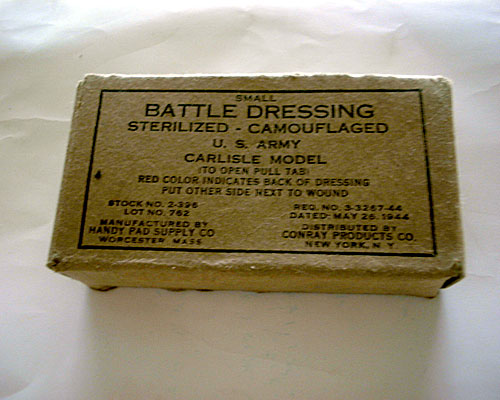 SMALL
BATTLE DRESSING
STERILIZED - CAMOUFLAGED
U. S. ARMY
CARLISLE MODEL
(TO OPEN PULL TAB)
RED COLOR INDICATES BACK OF DRESSING
PUT OTHER SIDE NEXT TO WOUND
STOCK NO. 2-396
LOT NO. 762
MANUFACTURED BY
HANDY PAD SUPPLY CO
WORCESTER MASS
REQ. NO. 3-3267-44
DATED- MAY 26, 1944
DISTRIBUTED BY
CONRAY PRODUCTS CO.
NEW YORK, N. Y.